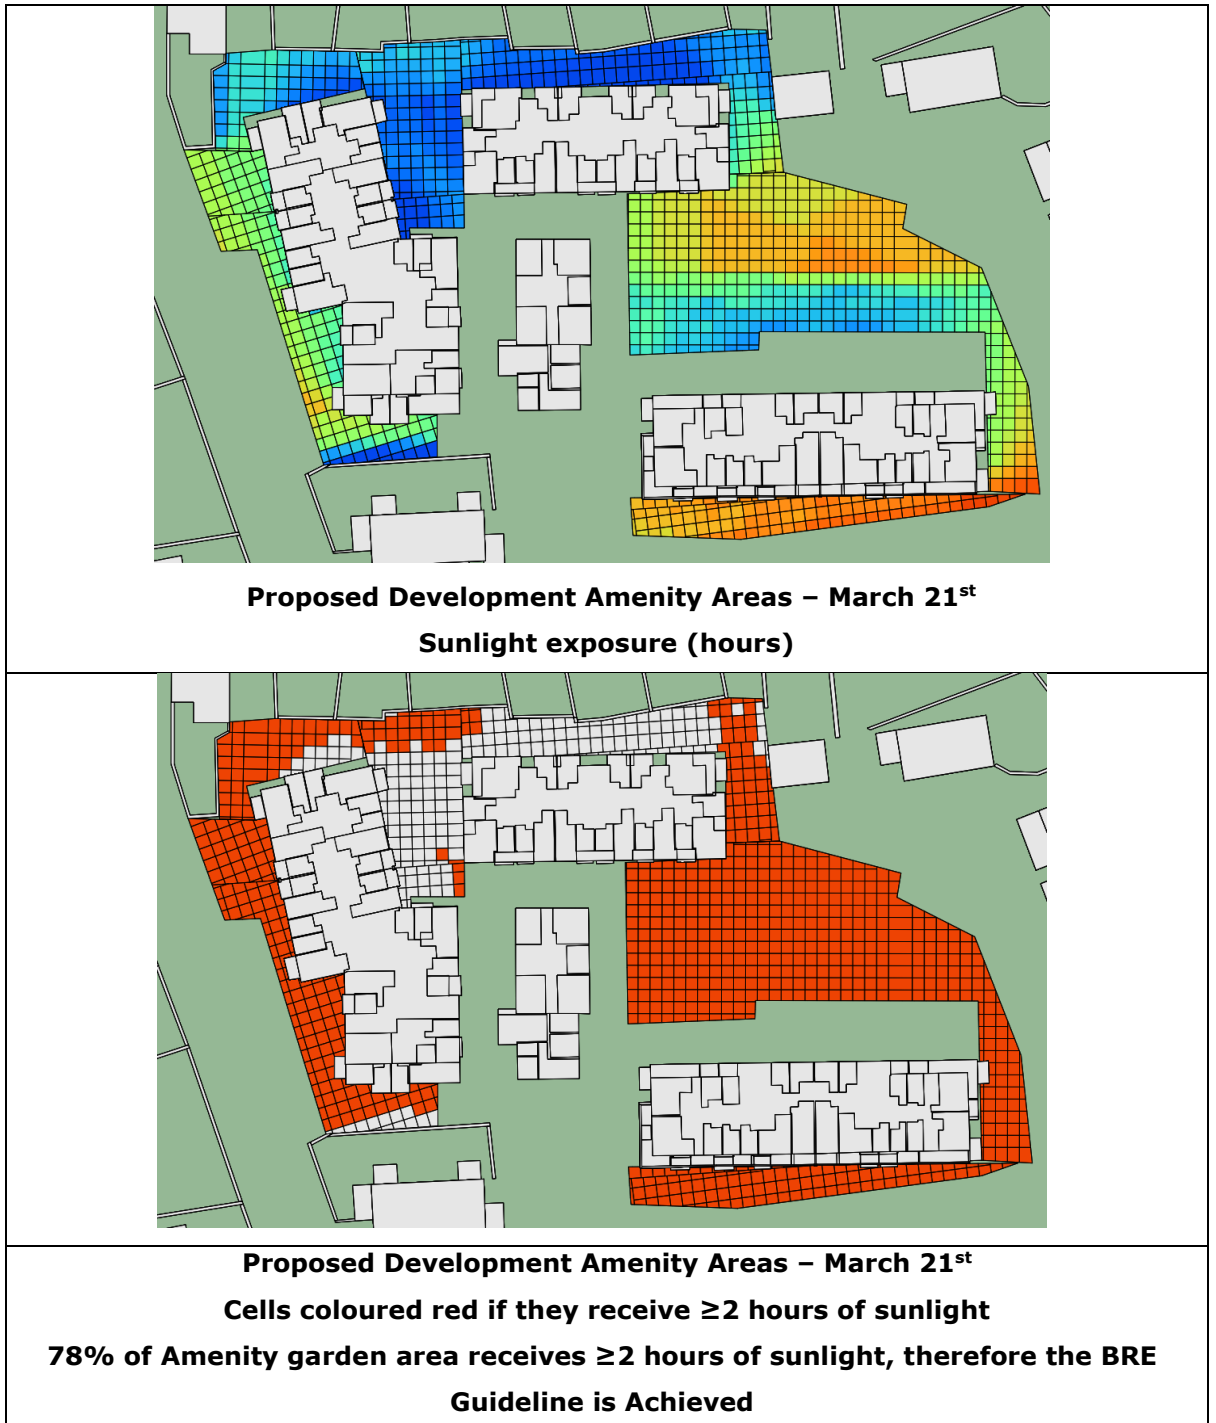 Proposed Development Amenity Areas – March 21st
Sunlight exposure (hours)
Proposed Development Amenity Areas – March 21st
Cells coloured red if they receive ≥2 hours of sunlight
78% of Amenity garden area receives ≥2 hours of sunlight, therefore the BRE
Guideline is Achieved